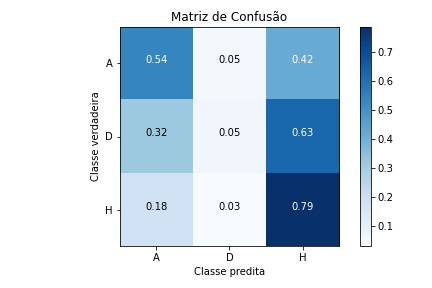 Matriz de Confusão
Classe verdadeira
A
0.54 0.05 0.42
D
0.32 0.05 0.63
H
0.18 0.03 0.79
A D H
Classe predita
0.7
0.6
0.5
0.4
0.3
0.2
0.1